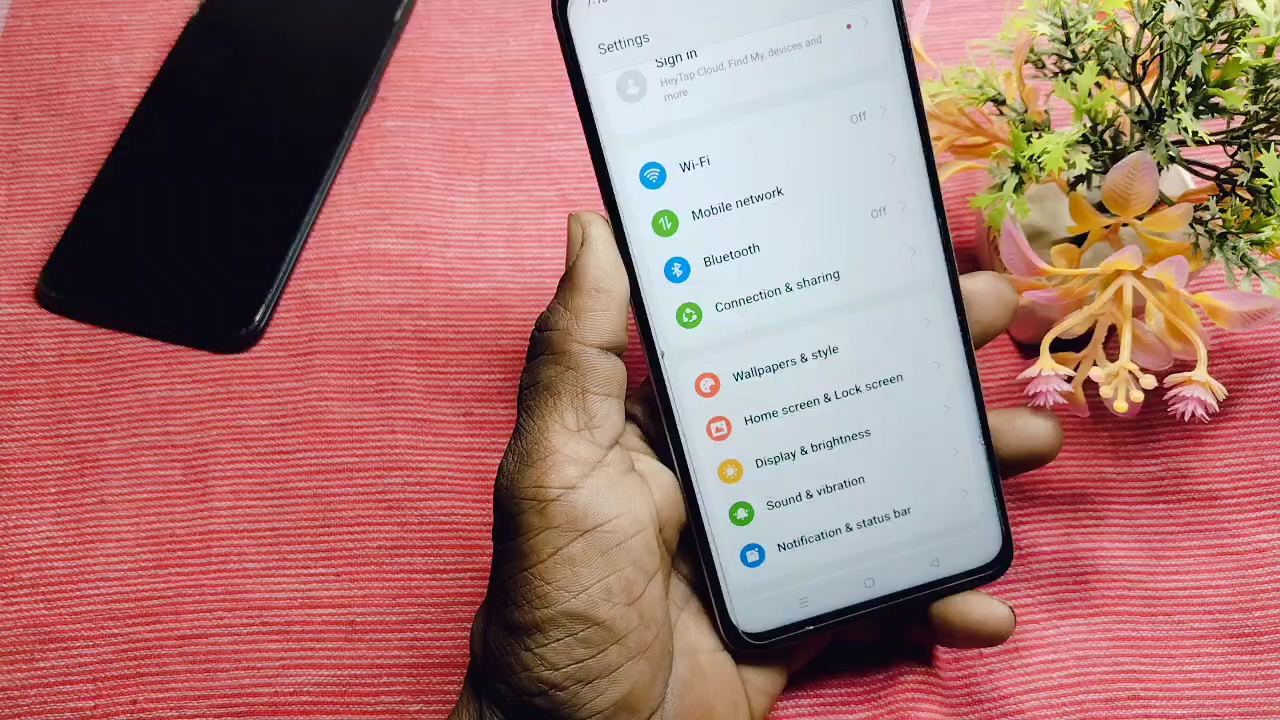 Settings
Sign in
HeyTap Cloud, Find My, devices and
more.
Wi-Fi
Off
Mobile network
Bluetooth
Off
Connection & sharing
Wallpapers & style
Home screen & Lock screen
Display & brightness
Sound & vibration
Notification & status bar